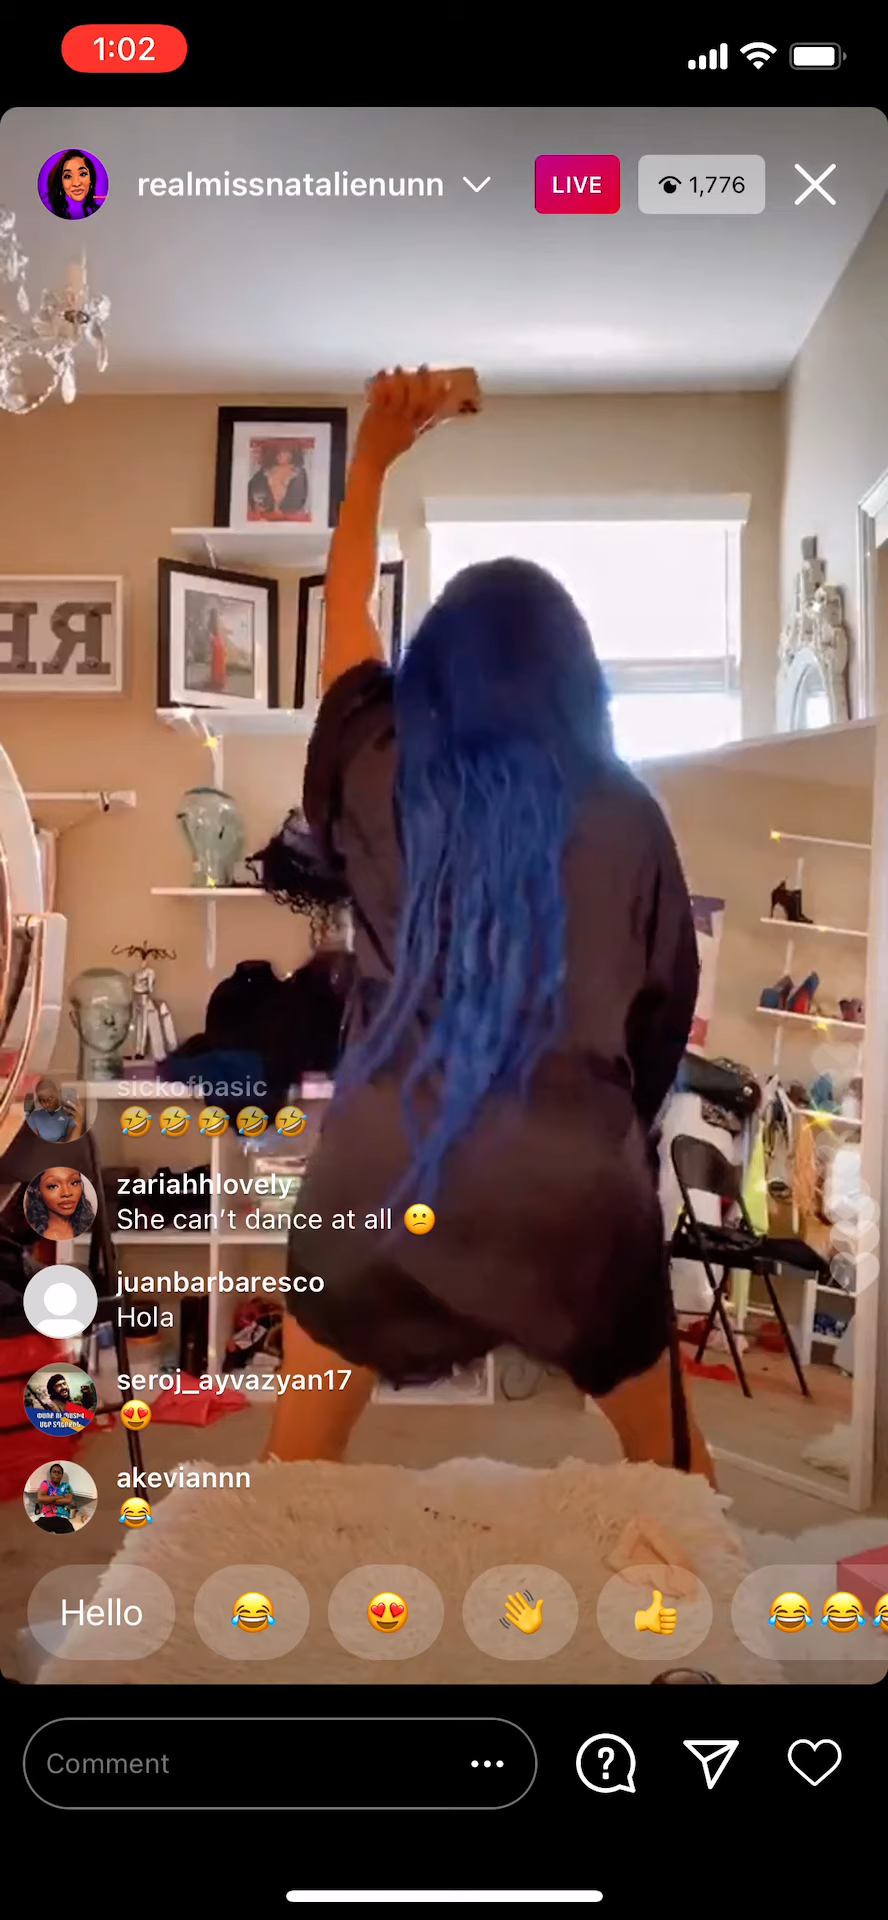 1:02
realmissnatalienunn
LIVE
1,776
RE
sickofbasic
🤣🤣🤣🤣🤣
zariahhlovely
She can’t dance at all 😕
juanbarbaresco
Hola
seroj_ayvazyan17
😍
akeviannn
😂
Hello 😂 😍 👋 👍 😂😂😂
Comment